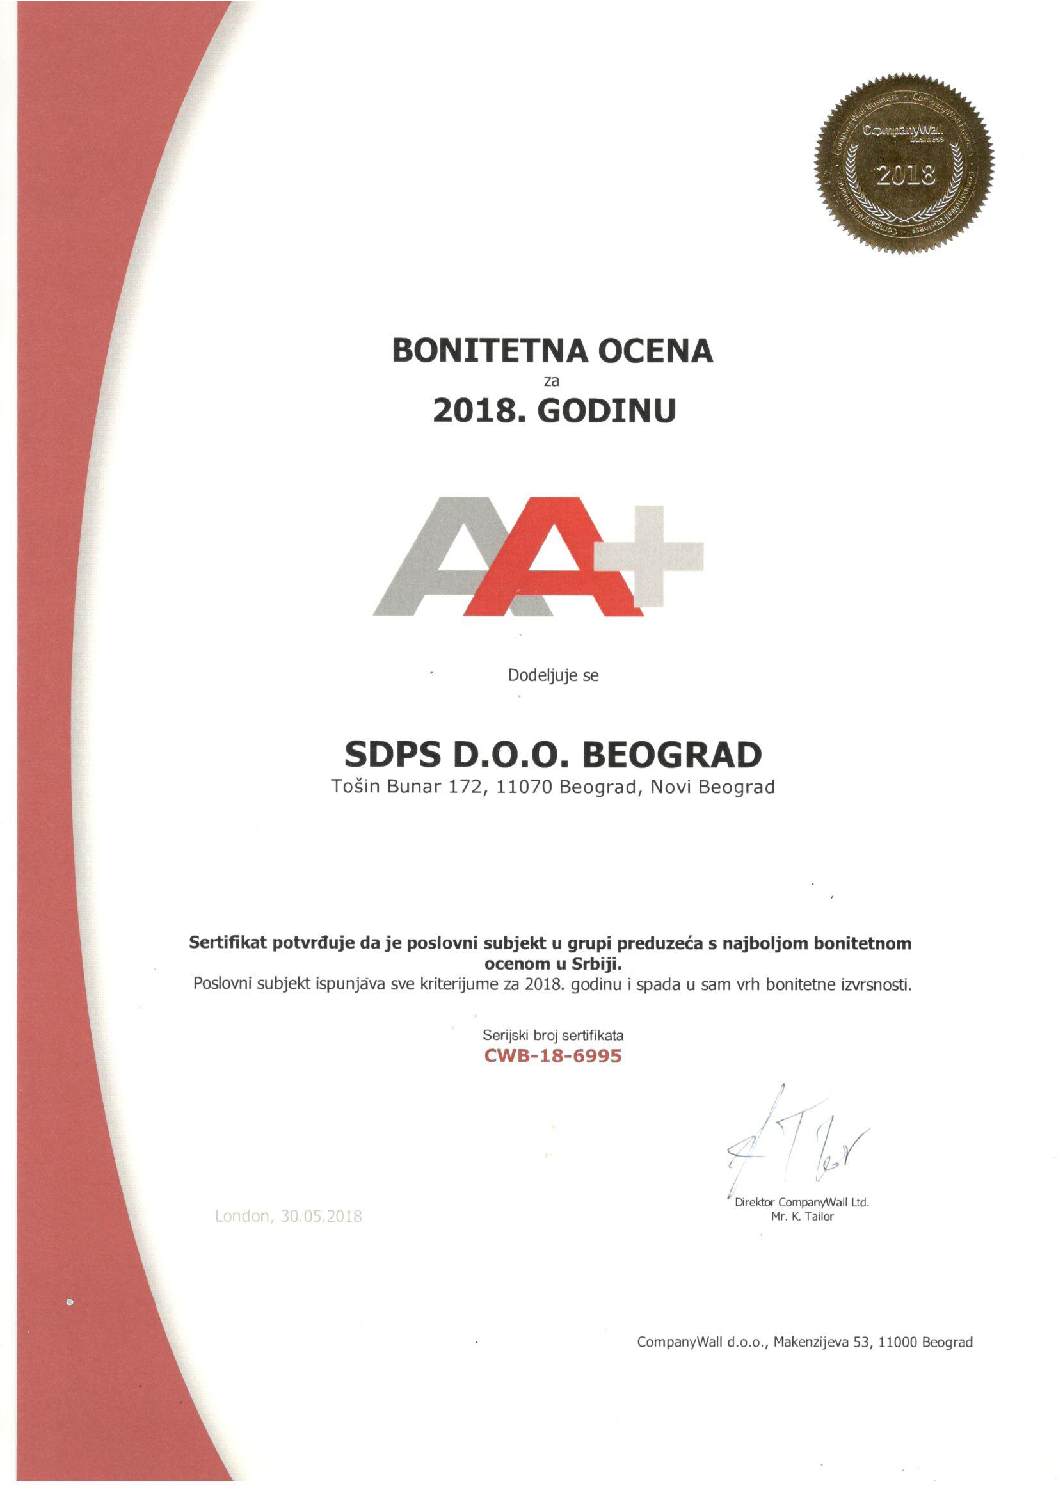 CompanyWall
business
2018
BONITETNA OCENA
za
2018. GODINU
AA+
Dodeljuje se
SDPS D.O.O. BEOGRAD
Tošin Bunar 172, 11070 Beograd, Novi Beograd
Sertifikat potvrđuje da je poslovni subjekt u grupi preduzeća s najboljom bonitetnom
ocenom u Srbiji.
Poslovni subjekt ispunjava sve kriterijume za 2018. godinu i spada u sam vrh bonitetne izvrsnosti.
Serijski broj sertifikata
CWB-18-6995
Direktor CompanyWall Ltd.
Mr. K. Tailor
London, 30.05.2018
CompanyWall d.o.o., Makenzijeva 53, 11000 Beograd